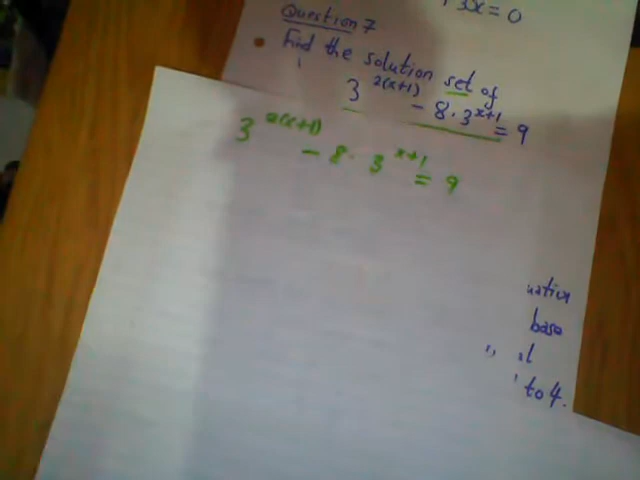 3x = 0
Question 7
Find the solution set of
3^2(x+1) - 8.3^x+1 = 9
3^2(x+1) - 8.3^x+1 = 9
base
to 4.